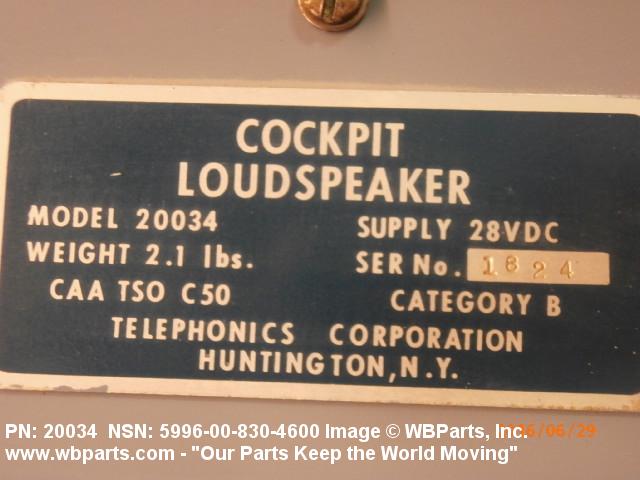 COCKPIT
LOUDSPEAKER
MODEL 20034 SUPPLY 28VDC
WEIGHT 2.1 lbs. SER No. 1824
CAA TSO C50 CATEGORY B
TELEPHONICS CORPORATION
HUNTINGTON, N.Y.
PN: 20034 NSN: 5996-00-830-4600 Image © WBParts, Inc. /06/29
www.wbparts.com - "Our Parts Keep the World Moving"